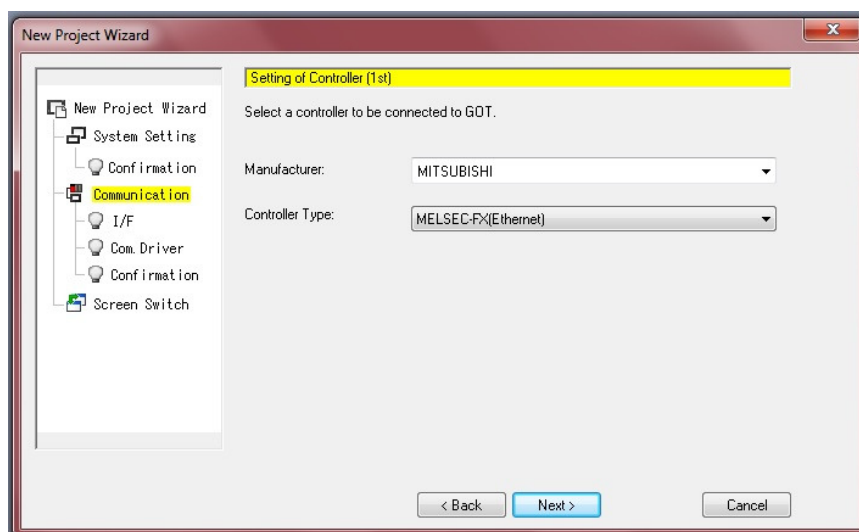 New Project Wizard
Setting of Controller (1st)
Select a controller to be connected to GOT.
Manufacturer: MITSUBISHI
Controller Type: MELSEC-FX(Ethernet)
New Project Wizard
System Setting
Confirmation
Communication
I/F
Com.Driver
Confirmation
Screen Switch
< Back Next > Cancel